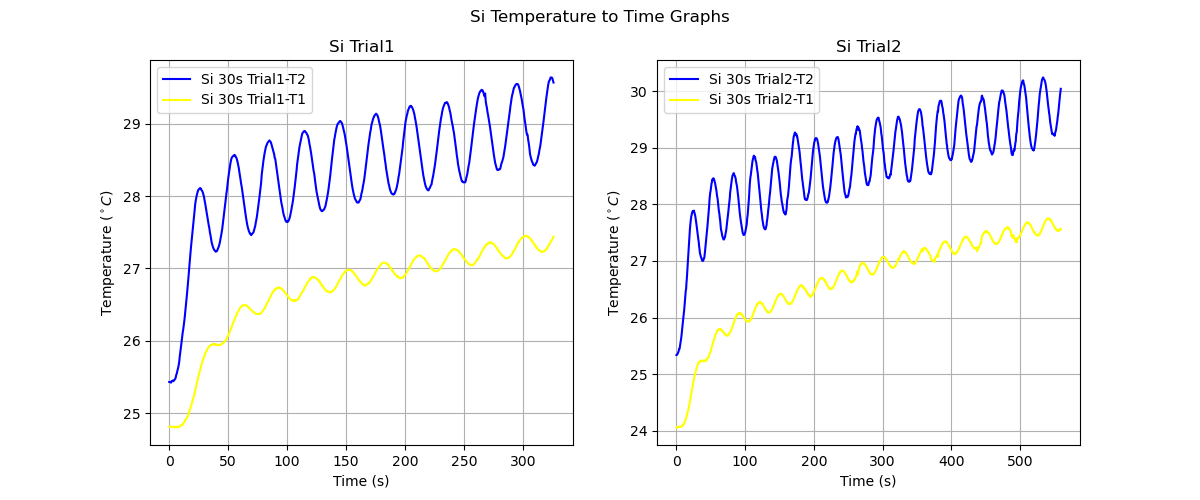 Si Temperature to Time Graphs
Si Trial1
Si 30s Trial1-T2
Si 30s Trial1-T1
Temperature (°C)
29
28
27
26
25
0 50 100 150 200 250 300
Time (s)
Si Trial2
Si 30s Trial2-T2
Si 30s Trial2-T1
Temperature (°C)
30
29
28
27
26
25
24
0 100 200 300 400 500
Time (s)